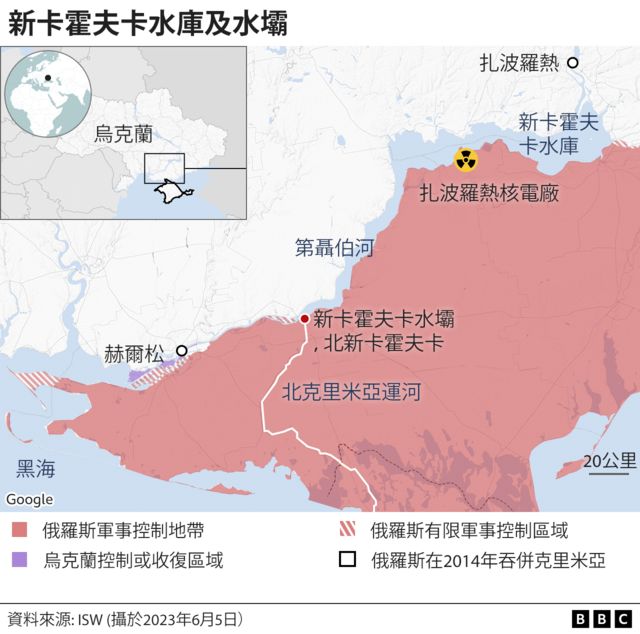 新卡霍夫卡水庫及水壩
烏克蘭
扎波羅熱
新卡霍夫
卡水庫
扎波羅熱核電廠
第聶伯河
新卡霍夫卡水壩
, 北新卡霍夫卡
赫爾松
北克里米亞運河
黑海
20公里
Google
俄羅斯軍事控制地帶
俄羅斯有限軍事控制區域
烏克蘭控制或收復區域
俄羅斯在2014年吞併克里米亞
資料來源: ISW (攝於2023年6月5日)
BBC